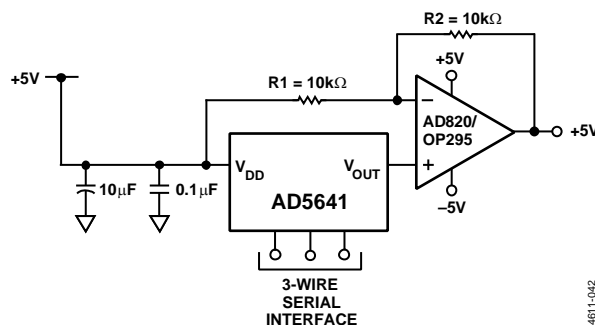 R2 = 10kΩ
+5V
R1 = 10kΩ
+5V
−
AD820/
OP295
+5V
+
−5V
V_DD
V_OUT
AD5641
10µF
0.1µF
3-WIRE
SERIAL
INTERFACE
4611-042